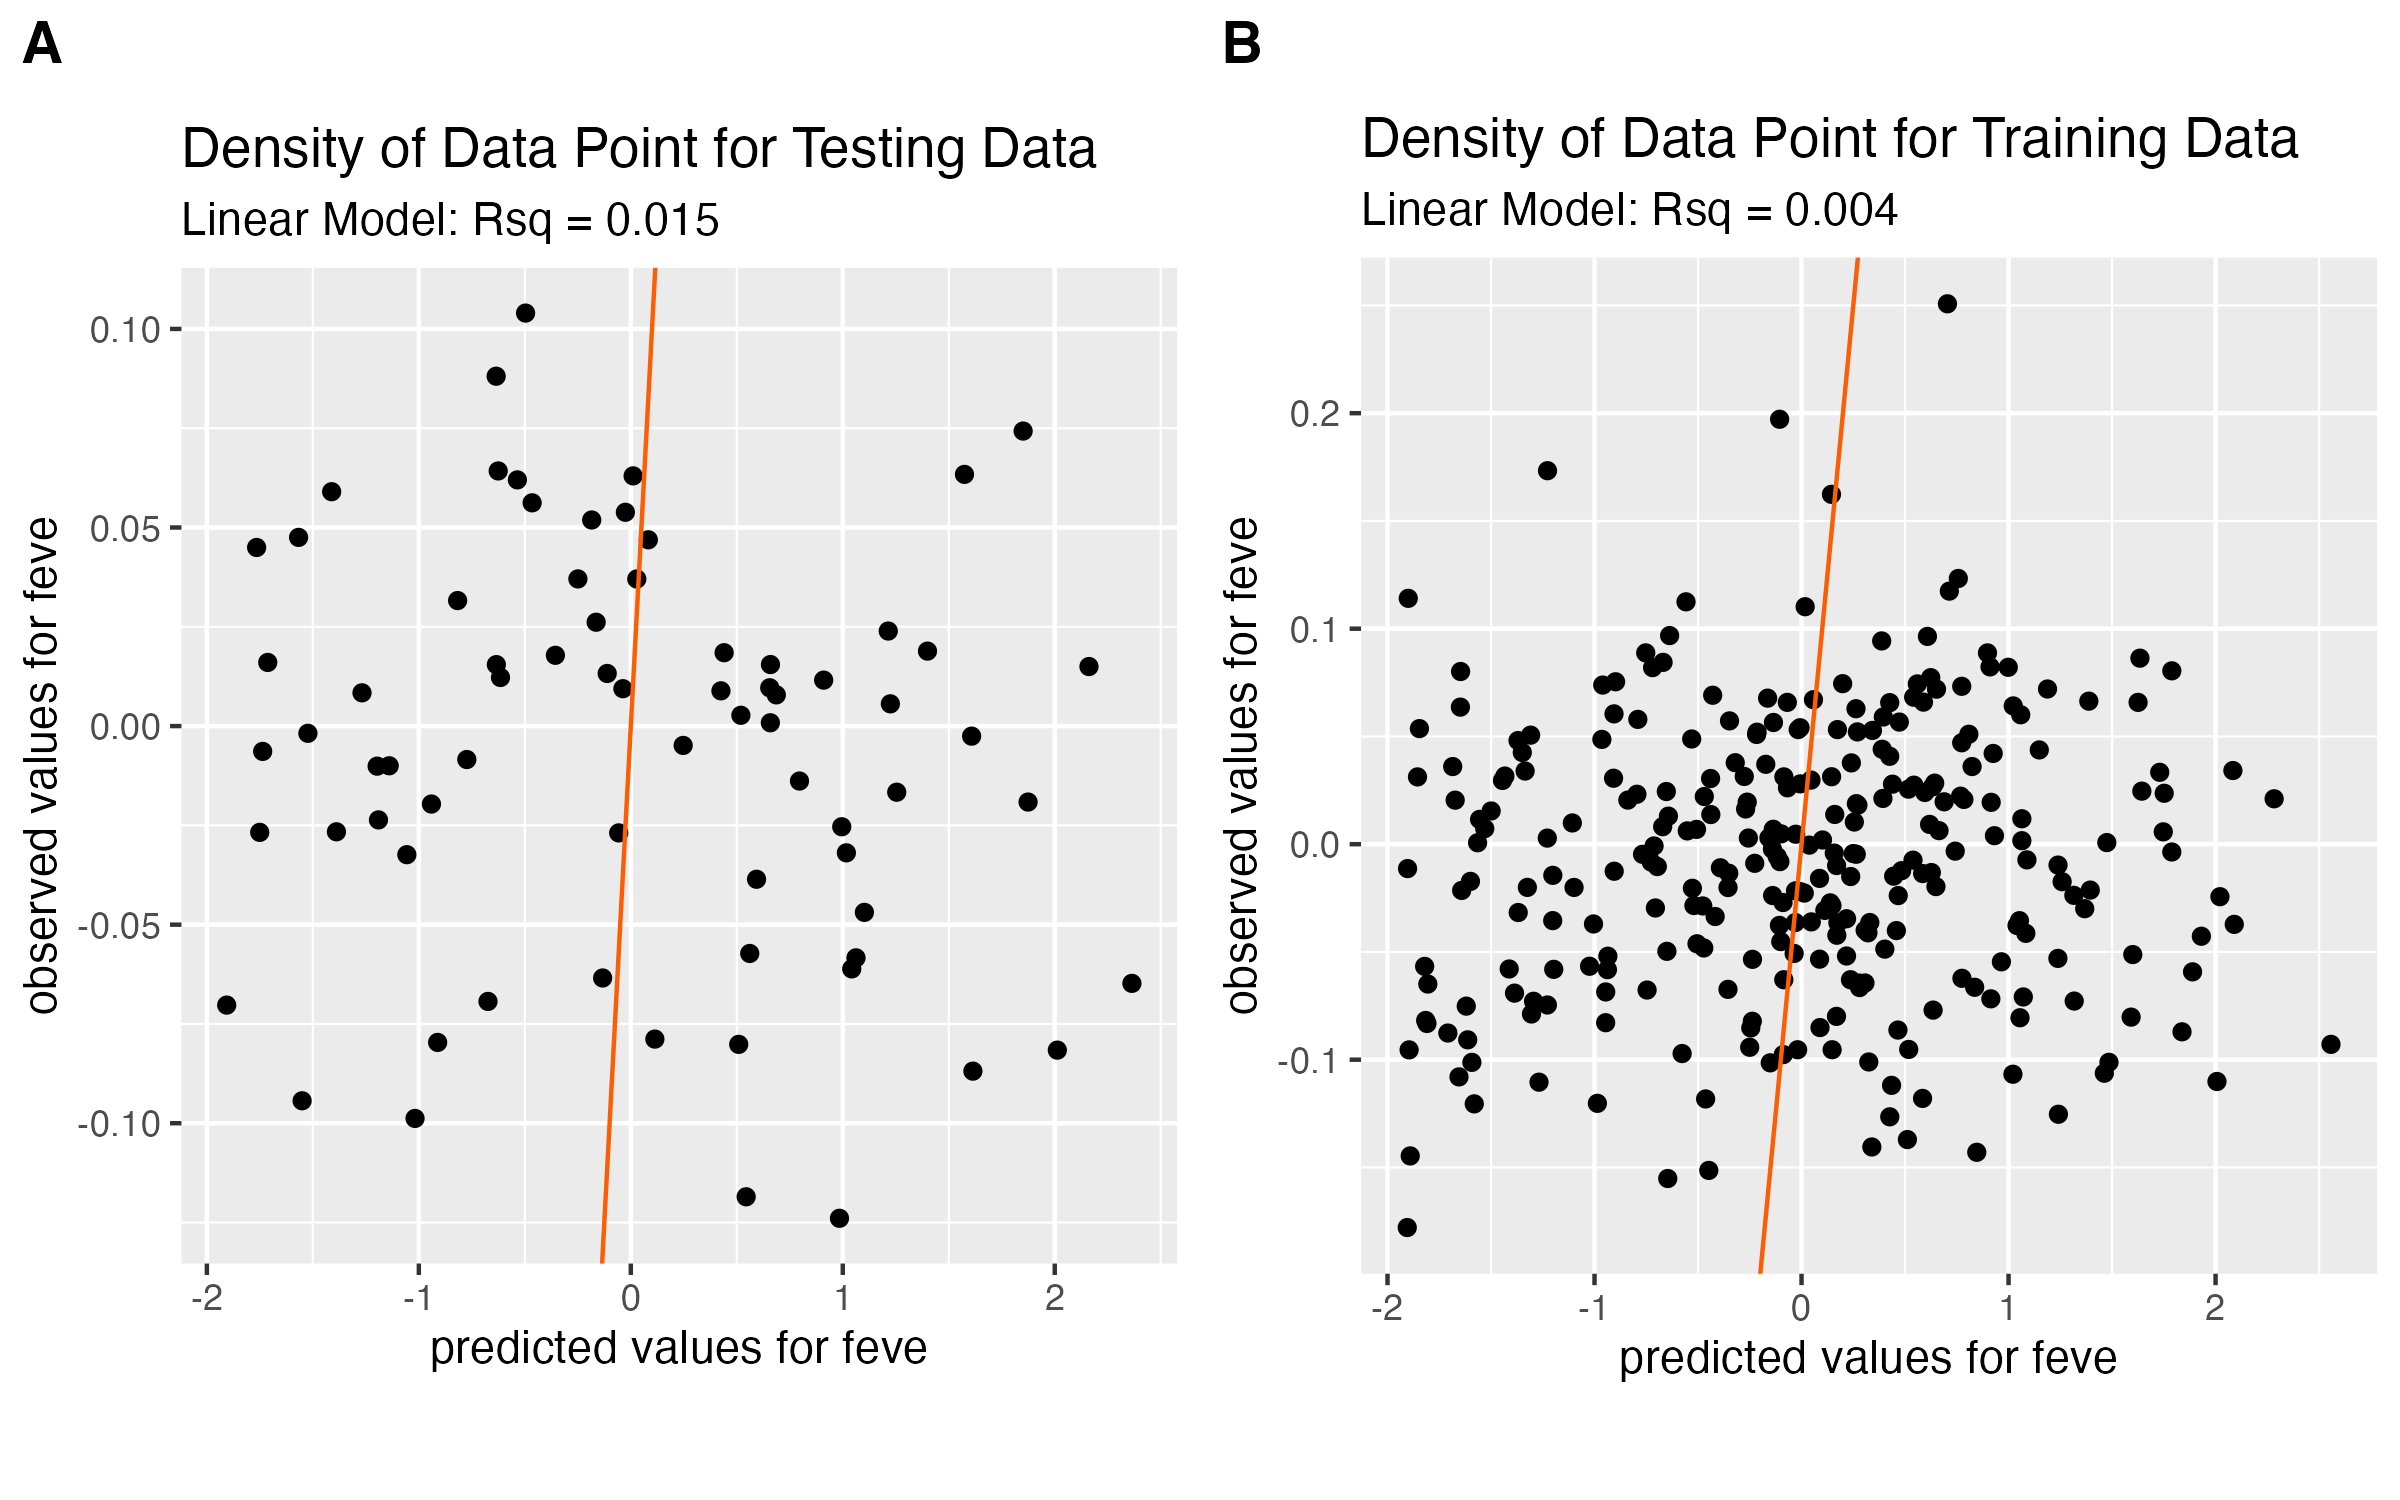 A
Density of Data Point for Testing Data
Linear Model: Rsq = 0.015
observed values for feve
0.10
0.05
0.00
-0.05
-0.10
-2 -1 0 1 2
predicted values for feve
B
Density of Data Point for Training Data
Linear Model: Rsq = 0.004
observed values for feve
0.2
0.1
0.0
-0.1
-2 -1 0 1 2
predicted values for feve